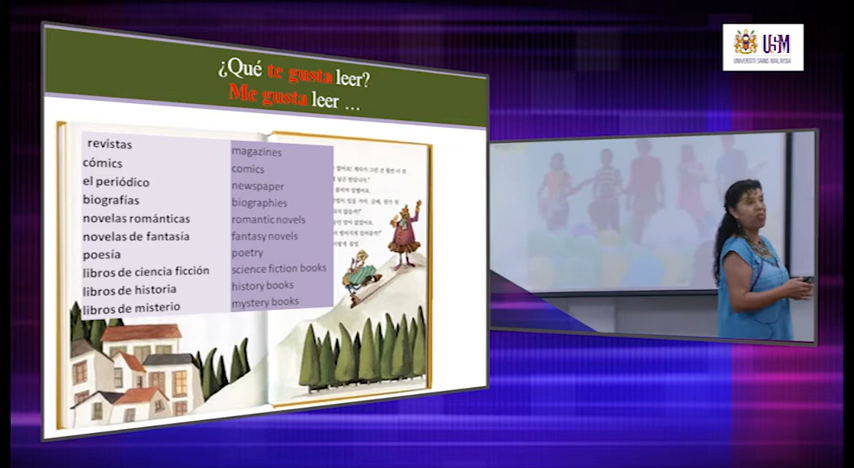 ¿Qué te gusta leer?
Me gusta leer ...
revistas
cómics
el periódico
biografías
novelas románticas
novelas de fantasía
poesía
libros de ciencia ficción
libros de historia
libros de misterio
magazines
comics
newspaper
biographies
romantic novels
fantasy novels
poetry
science fiction books
history books
mystery books
USM
UNIVERSITI SAINS MALAYSIA